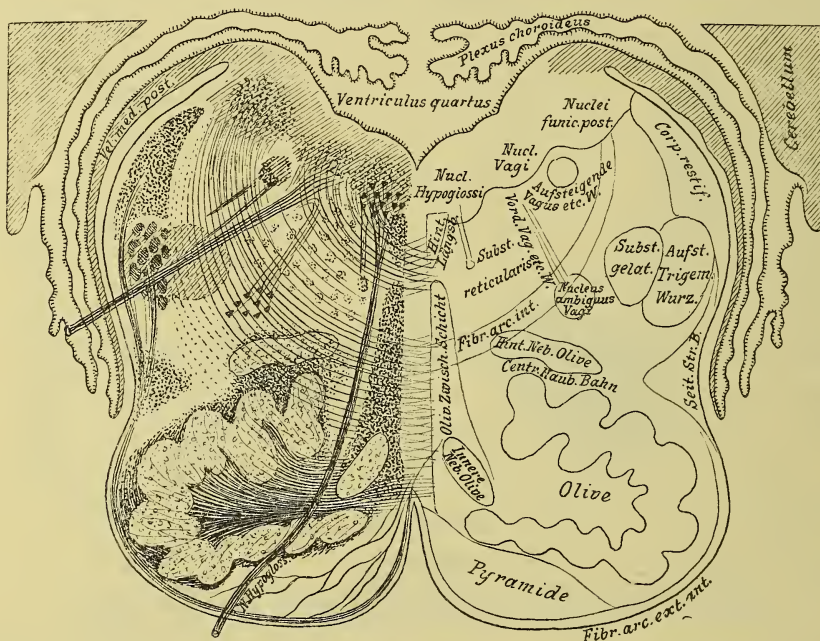 Plexus choroideus
Cerebellum
Ventriculus quartus
Vel. med. post.
Nuclei
funic. post.
Corp. restif.
Nucl.
Vagi
Nucl.
Hypoglossi
Aufsteigende
Vagus etc. W.
Hint.
Längsb.
Vord. Vag. etc. W.
Subst.
reticularis
Subst.
gelat.
Aufst.
Trigem.
Wurz.
Nucleus
ambiguus
Vagi
Fibr. arc. int.
Hint. Neb. Olive
Centr. Haub. Bahn
Seit. Str. B.
Oliv. Zwisch. Schicht
Innere
Neb. Olive
Olive
Pyramide
N. Hypogloss.
Fibr. arc. ext. ant.